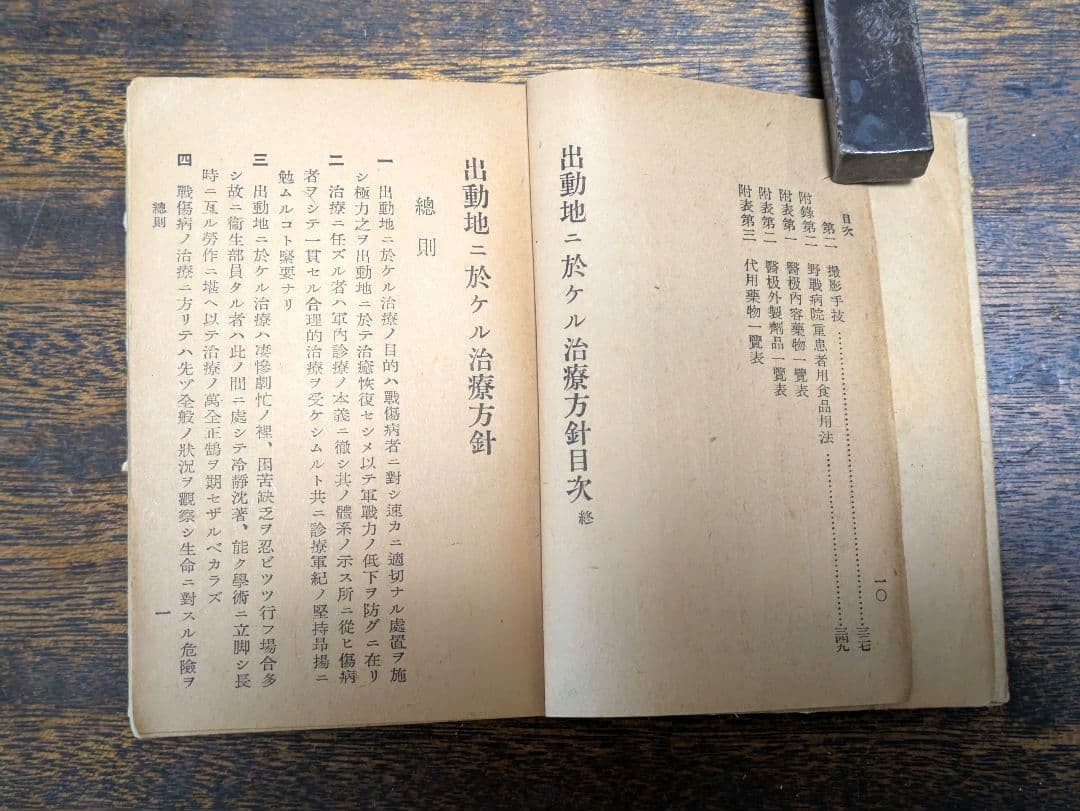 目次
第二 撮影手技……三三七
附錄第二 野戰病院重患者用食品用法……三四九
附表第一 醫极內容藥物一覽表
附表第二 醫极外製劑品一覽表
附表第三 代用藥物一覽表
一〇
出動地ニ於ケル治療方針目次 終
出動地ニ於ケル治療方針
總則
一 出動地ニ於ケル治療ノ目的ハ戰傷病者ニ對シ速カニ適切ナル處置ヲ施
シ極力之ヲ出動地ニ於テ治癒恢復セシメ以テ軍戰力ノ低下ヲ防グニ在リ
二 治療ニ任ズル者ハ軍內診療ノ本義ニ徹シ其ノ體系ノ示ス所ニ從ヒ傷病
者ヲシテ一貫セル合理的治療ヲ受ケシムルト共ニ診療軍紀ノ堅持昻揚ニ
勉ムルコト緊要ナリ
三 出動地ニ於ケル治療ハ凄慘劇忙ノ裡、困苦缺乏ヲ忍ビツツ行フ場合多
シ故ニ衞生部員タル者ハ此ノ間ニ處シテ冷靜沈著、能ク學術ニ立脚シ長
時ニ亙ル勞作ニ堪ヘ以テ治療ノ萬全正鵠ヲ期セザルベカラズ
四 戰傷病ノ治療ニ方リテハ先ヅ全般ノ狀況ヲ觀察シ生命ニ對スル危險ヲ
總則
一